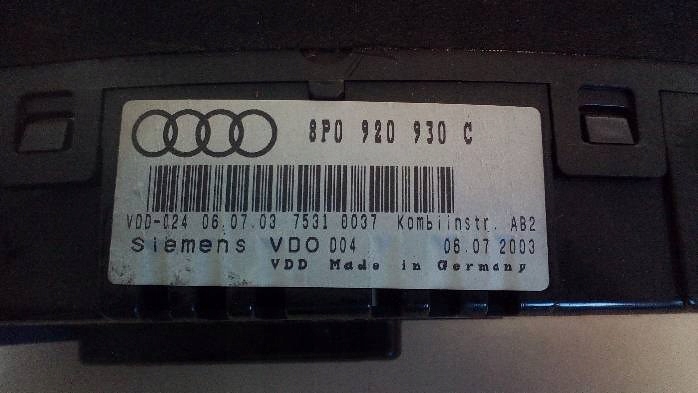 8P0 920 930 C
VDD-024 06.07.03 7531 8037 Kombiinstr. AB2
Siemens VDO 004 06.07 2003
VDD Made in Germany